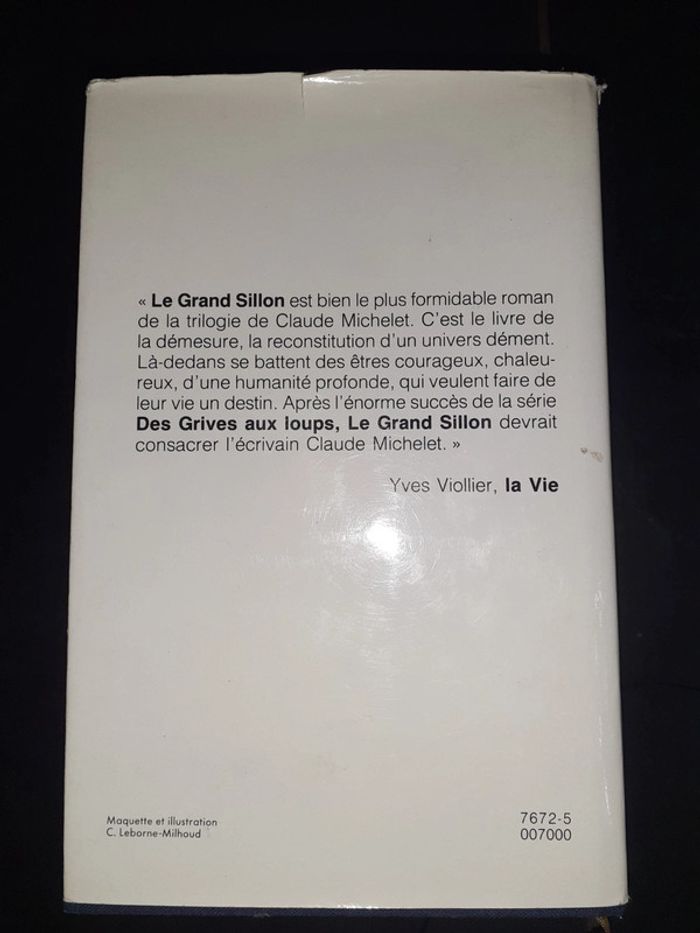 « Le Grand Sillon est bien le plus formidable roman
de la trilogie de Claude Michelet. C'est le livre de
la démesure, la reconstitution d'un univers dément.
Là-dedans se battent des êtres courageux, chaleu-
reux, d'une humanité profonde, qui veulent faire de
leur vie un destin. Après l'énorme succès de la série
Des Grives aux loups, Le Grand Sillon devrait
consacrer l'écrivain Claude Michelet. »
Yves Viollier, la Vie
Maquette et illustration
C. Leborne-Milhoud
7672-5
007000